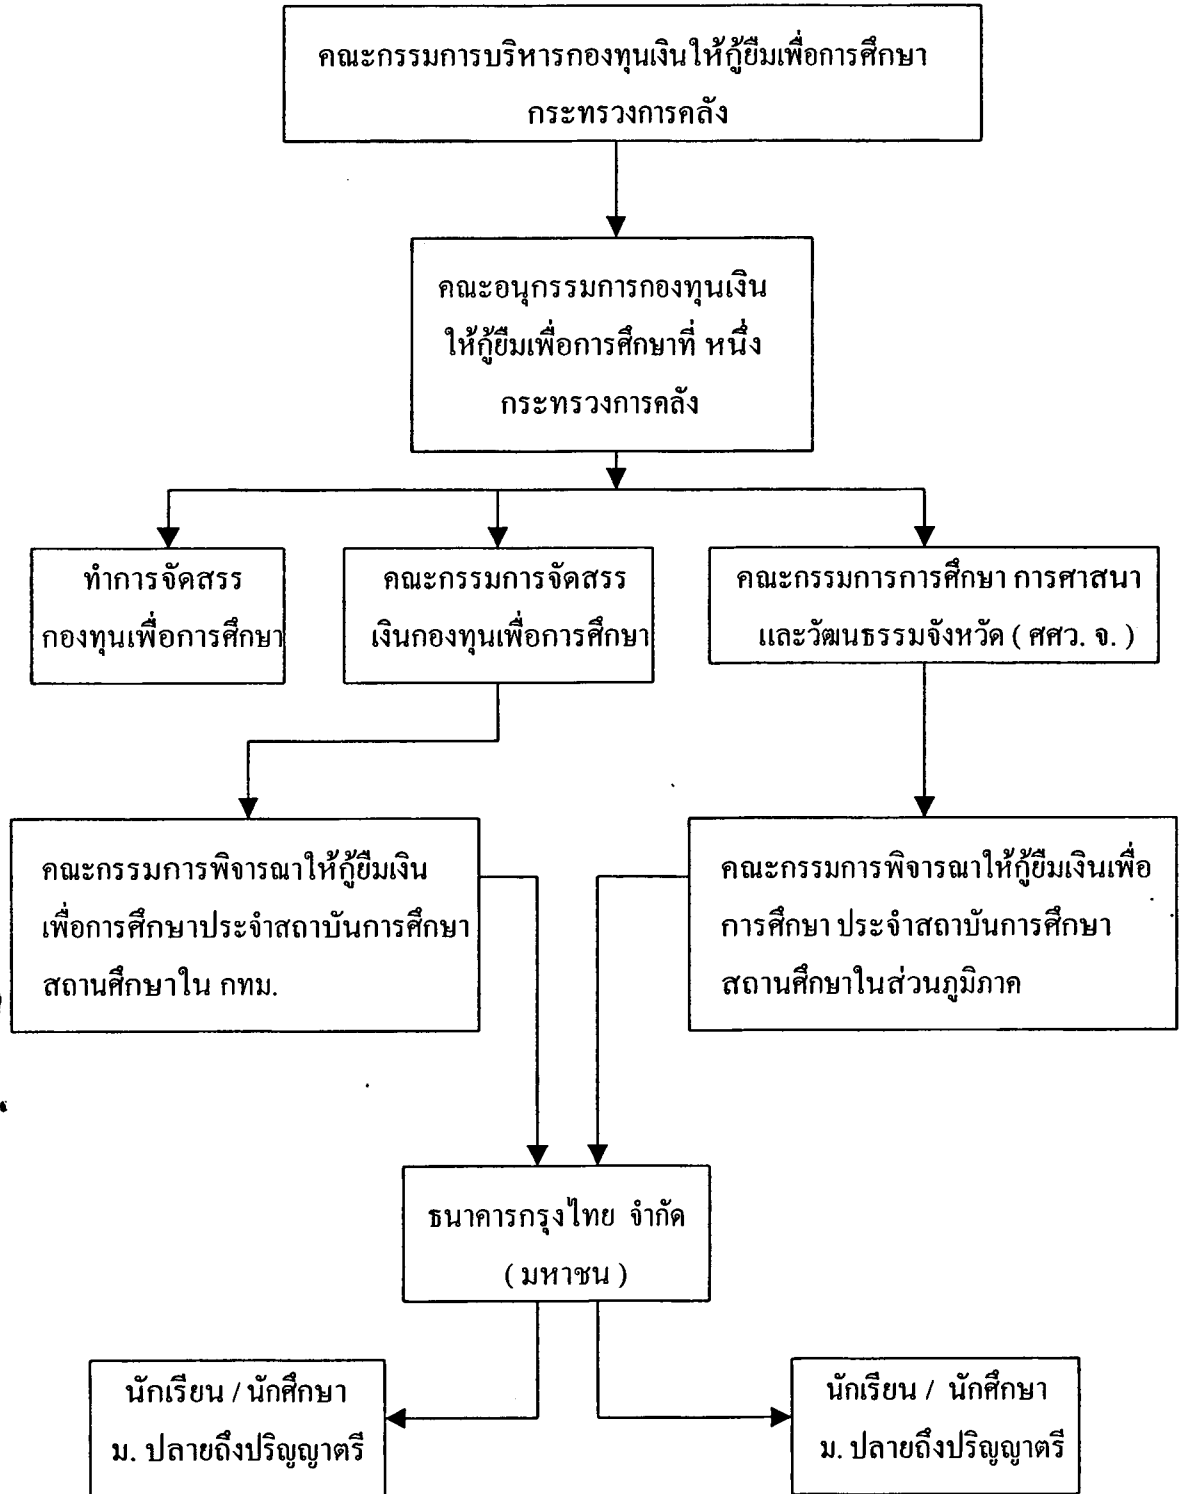 คณะกรรมการบริหารกองทุนเงินให้กู้ยืมเพื่อการศึกษา
กระทรวงการคลัง
คณะอนุกรรมการกองทุนเงิน
ให้กู้ยืมเพื่อการศึกษาที่ หนึ่ง
กระทรวงการคลัง
ทำการจัดสรร
กองทุนเพื่อการศึกษา
คณะกรรมการจัดสรร
เงินกองทุนเพื่อการศึกษา
คณะกรรมการการศึกษา การศาสนา
และวัฒนธรรมจังหวัด ( ศศว. จ. )
คณะกรรมการพิจารณาให้กู้ยืมเงิน
เพื่อการศึกษาประจำสถาบันการศึกษา
สถานศึกษาใน กทม.
คณะกรรมการพิจารณาให้กู้ยืมเงินเพื่อ
การศึกษา ประจำสถาบันการศึกษา
สถานศึกษาในส่วนภูมิภาค
ธนาคารกรุงไทย จำกัด
( มหาชน )
นักเรียน / นักศึกษา
ม. ปลายถึงปริญญาตรี
นักเรียน / นักศึกษา
ม. ปลายถึงปริญญาตรี